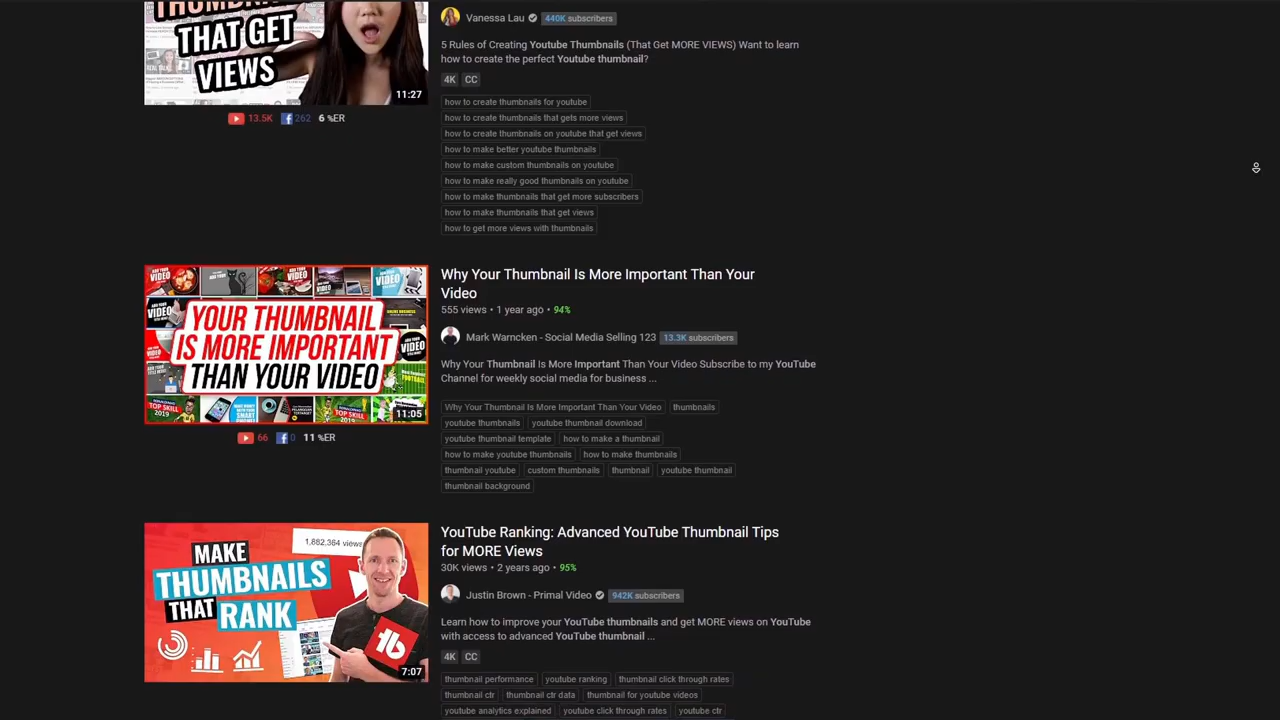 THUMBNAILS
THAT GET
VIEWS
11:27
13.5K 262 6 %ER
Vanessa Lau 440K subscribers
5 Rules of Creating Youtube Thumbnails (That Get MORE VIEWS) Want to learn
how to create the perfect Youtube thumbnail?
4K CC
how to create thumbnails for youtube
how to create thumbnails that gets more views
how to create thumbnails on youtube that get views
how to make better youtube thumbnails
how to make custom thumbnails on youtube
how to make really good thumbnails on youtube
how to make thumbnails that get more subscribers
how to make thumbnails that get views
how to get more views with thumbnails
VIDEO
YOUR THUMBNAIL
IS MORE IMPORTANT
THAN YOUR VIDEO
TOP SKILL
2019
11:05
66 0 11 %ER
Why Your Thumbnail Is More Important Than Your
Video
555 views • 1 year ago • 94%
Mark Warncken - Social Media Selling 123 13.3K subscribers
Why Your Thumbnail Is More Important Than Your Video Subscribe to my YouTube
Channel for weekly social media for business ...
Why Your Thumbnail Is More Important Than Your Video thumbnails
youtube thumbnails youtube thumbnail download
youtube thumbnail template how to make a thumbnail
how to make youtube thumbnails how to make thumbnails
thumbnail youtube custom thumbnails thumbnail youtube thumbnail
thumbnail background
1,882,364 views
MAKE
THUMBNAILS
THAT RANK
tb
7:07
YouTube Ranking: Advanced YouTube Thumbnail Tips
for MORE Views
30K views • 2 years ago • 95%
Justin Brown - Primal Video 942K subscribers
Learn how to improve your YouTube thumbnails and get MORE views on YouTube
with access to advanced YouTube thumbnail ...
4K CC
thumbnail performance youtube ranking thumbnail click through rates
thumbnail ctr thumbnail ctr data thumbnail for youtube videos
youtube analytics explained youtube click through rates youtube ctr